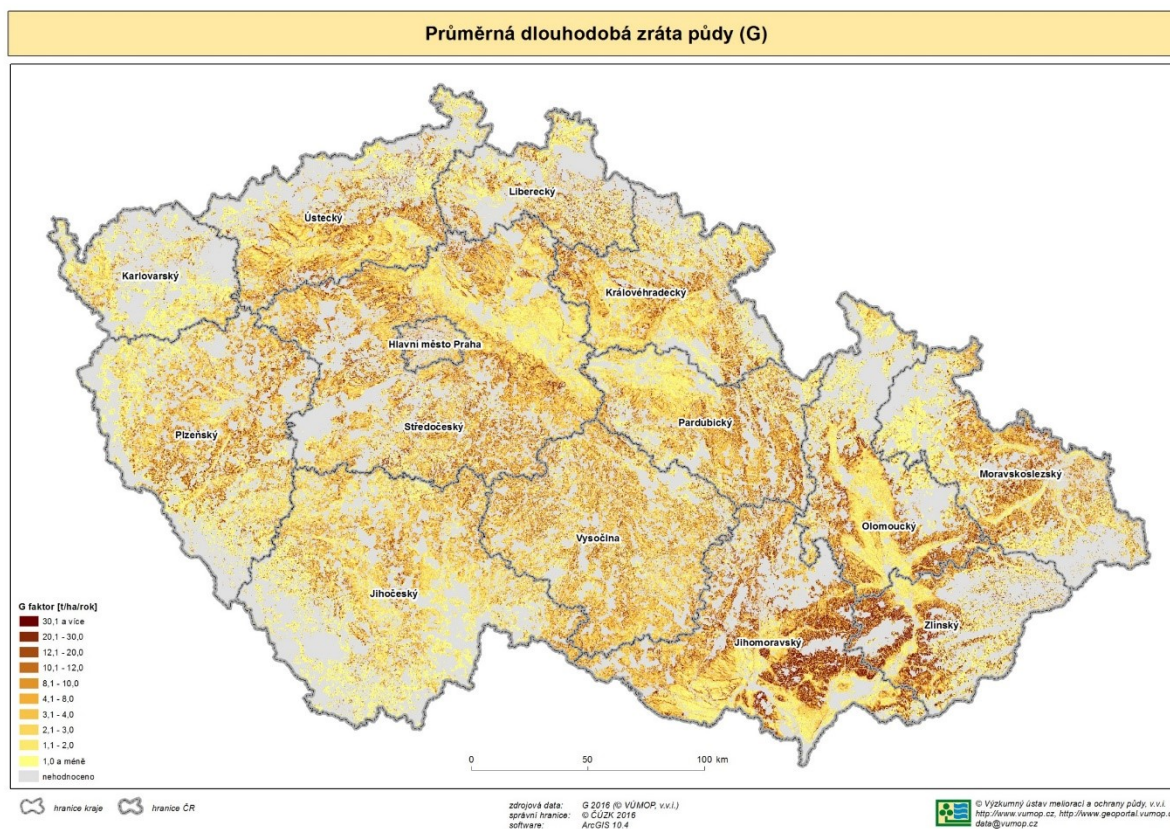 Průměrná dlouhodobá zráta půdy (G)
Liberecký
Ústecký
Karlovarský
Královéhradecký
Hlavní město Praha
Plzeňský
Středočeský
Pardubický
Moravskoslezský
Olomoucký
Vysočina
Jihočeský
Zlínský
Jihomoravský
G faktor [t/ha/rok]
30,1 a více
20,1 - 30,0
12,1 - 20,0
10,1 - 12,0
8,1 - 10,0
4,1 - 8,0
3,1 - 4,0
2,1 - 3,0
1,1 - 2,0
1,0 a méně
nehodnoceno
0 50 100 km
hranice kraje hranice ČR
zdrojová data: G 2016 (© VÚMOP, v.v.i.)
správní hranice: © ČÚZK 2016
software: ArcGIS 10.4
© Výzkumný ústav meliorací a ochrany půdy, v.v.i.
http://www.vumop.cz, http://www.geoportal.vumop.
data@vumop.cz